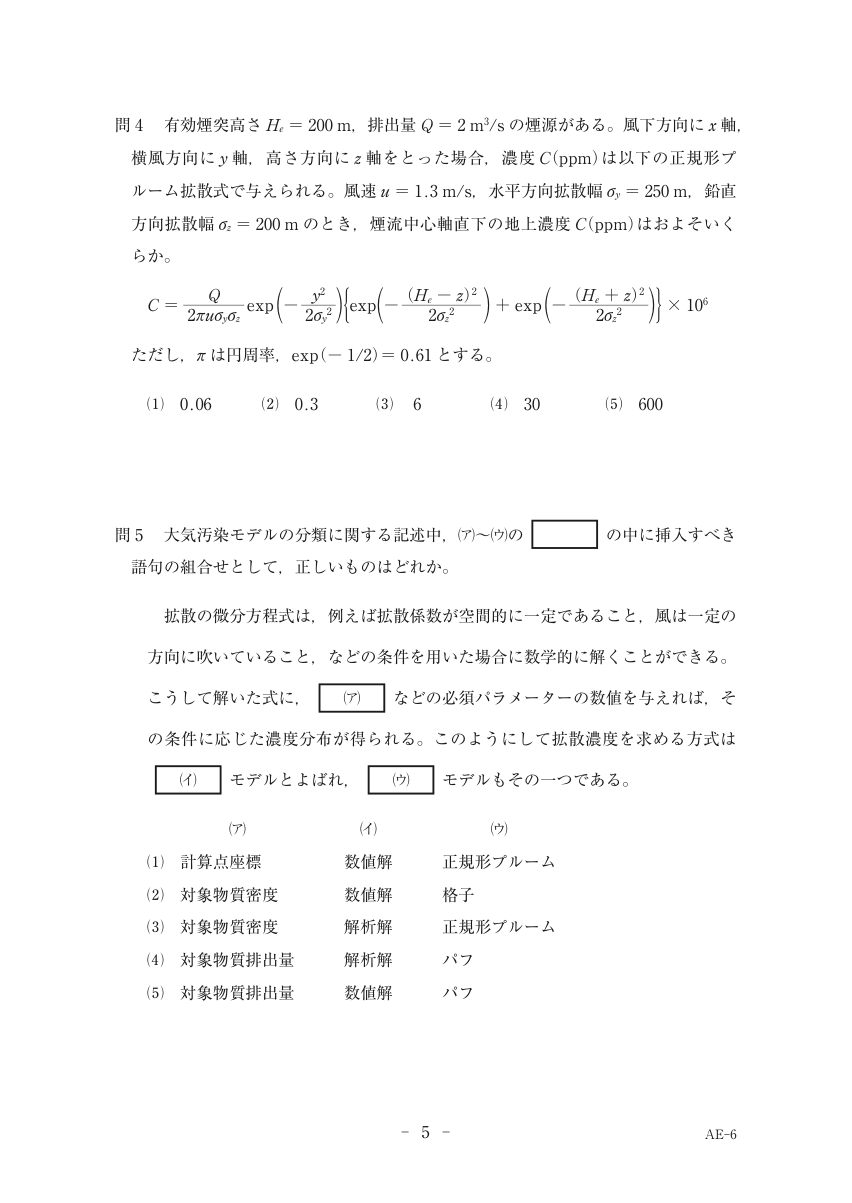 問4　有効煙突高さ Hₑ = 200 m，排出量 Q = 2 m³/s の煙源がある。風下方向に x 軸，
横風方向に y 軸，高さ方向に z 軸をとった場合，濃度 C(ppm)は以下の正規形プ
ルーム拡散式で与えられる。風速 u = 1.3 m/s，水平方向拡散幅 σy = 250 m，鉛直
方向拡散幅 σz = 200 m のとき，煙流中心軸直下の地上濃度 C(ppm)はおよそいく
らか。
C = Q/(2πuσyσz) exp(− y²/(2σy²)){exp(− (Hₑ − z)²/(2σz²)) + exp(− (Hₑ + z)²/(2σz²))} × 10⁶
ただし，π は円周率，exp(− 1/2) = 0.61 とする。
⑴　0.06　⑵　0.3　⑶　6　⑷　30　⑸　600
問5　大気汚染モデルの分類に関する記述中，㋐～㋒の　　　の中に挿入すべき
語句の組合せとして，正しいものはどれか。
拡散の微分方程式は，例えば拡散係数が空間的に一定であること，風は一定の
方向に吹いていること，などの条件を用いた場合に数学的に解くことができる。
こうして解いた式に， (ア) などの必須パラメーターの数値を与えれば，そ
の条件に応じた濃度分布が得られる。このようにして拡散濃度を求める方式は
(イ) モデルとよばれ， (ウ) モデルもその一つである。
(ア)　(イ)　(ウ)
⑴　計算点座標　数値解　正規形プルーム
⑵　対象物質密度　数値解　格子
⑶　対象物質密度　解析解　正規形プルーム
⑷　対象物質排出量　解析解　パフ
⑸　対象物質排出量　数値解　パフ
－ 5 －
AE−6